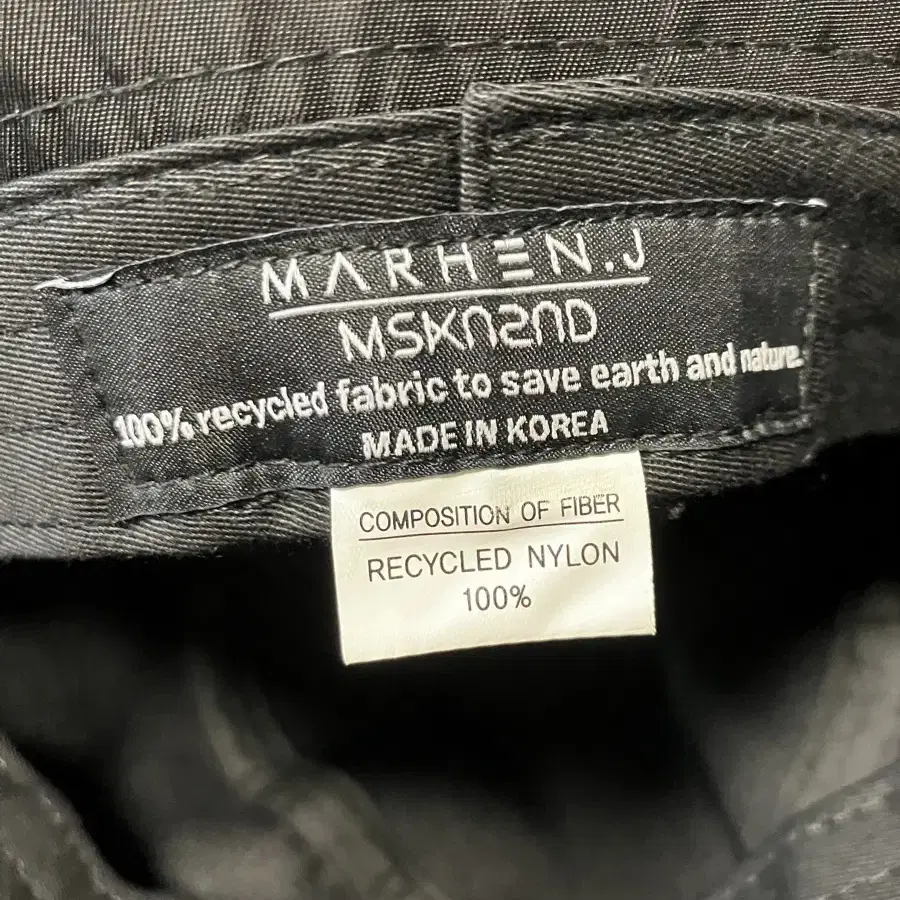 MARHEN.J
MSKN2ND
100% recycled fabric to save earth and nature.
MADE IN KOREA
COMPOSITION OF FIBER
RECYCLED NYLON
100%